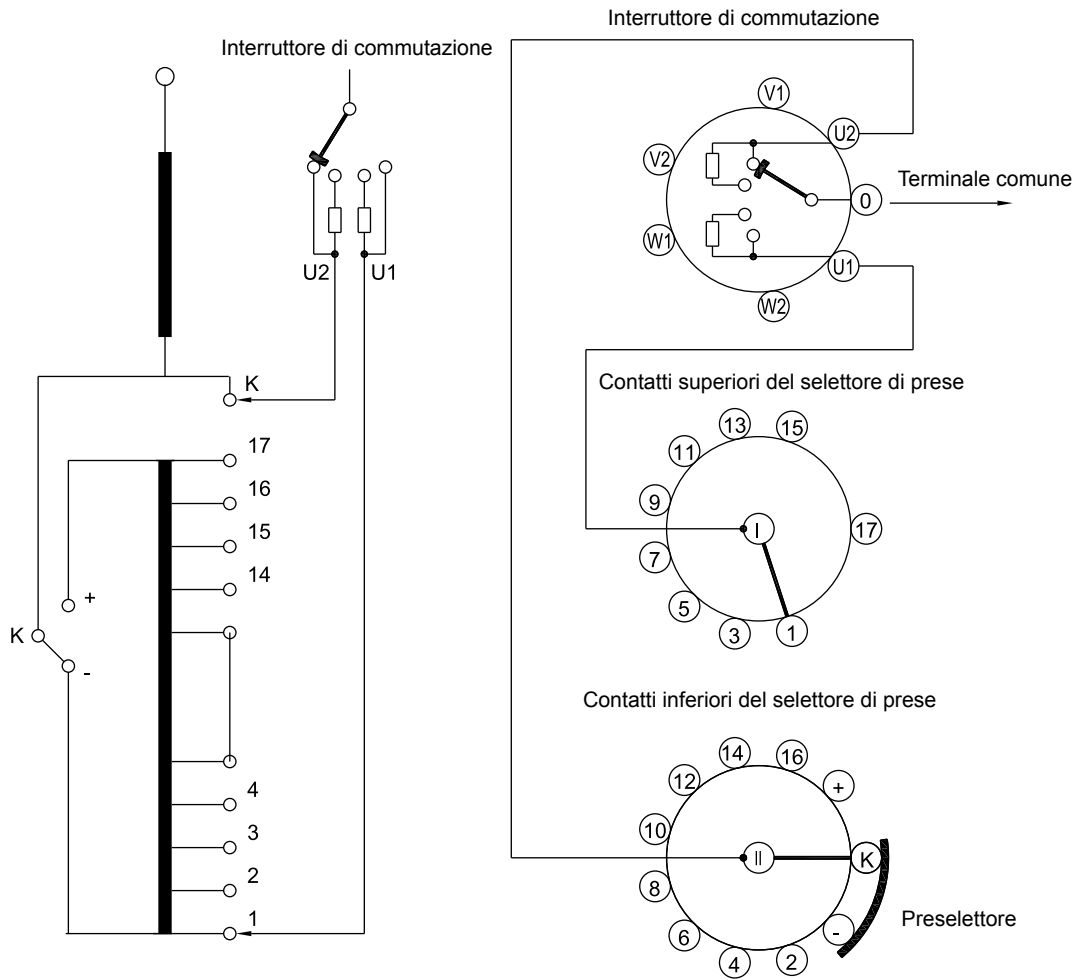 Interruttore di commutazione
U2
U1
K
17
16
15
14
+
K
-
4
3
2
1
Interruttore di commutazione
V1
U2
V2
Terminale comune
0
W1
U1
W2
Contatti superiori del selettore di prese
13
15
11
9
I
17
7
5
3
1
Contatti inferiori del selettore di prese
14
16
12
+
10
II
K
8
Preselettore
6
-
4
2